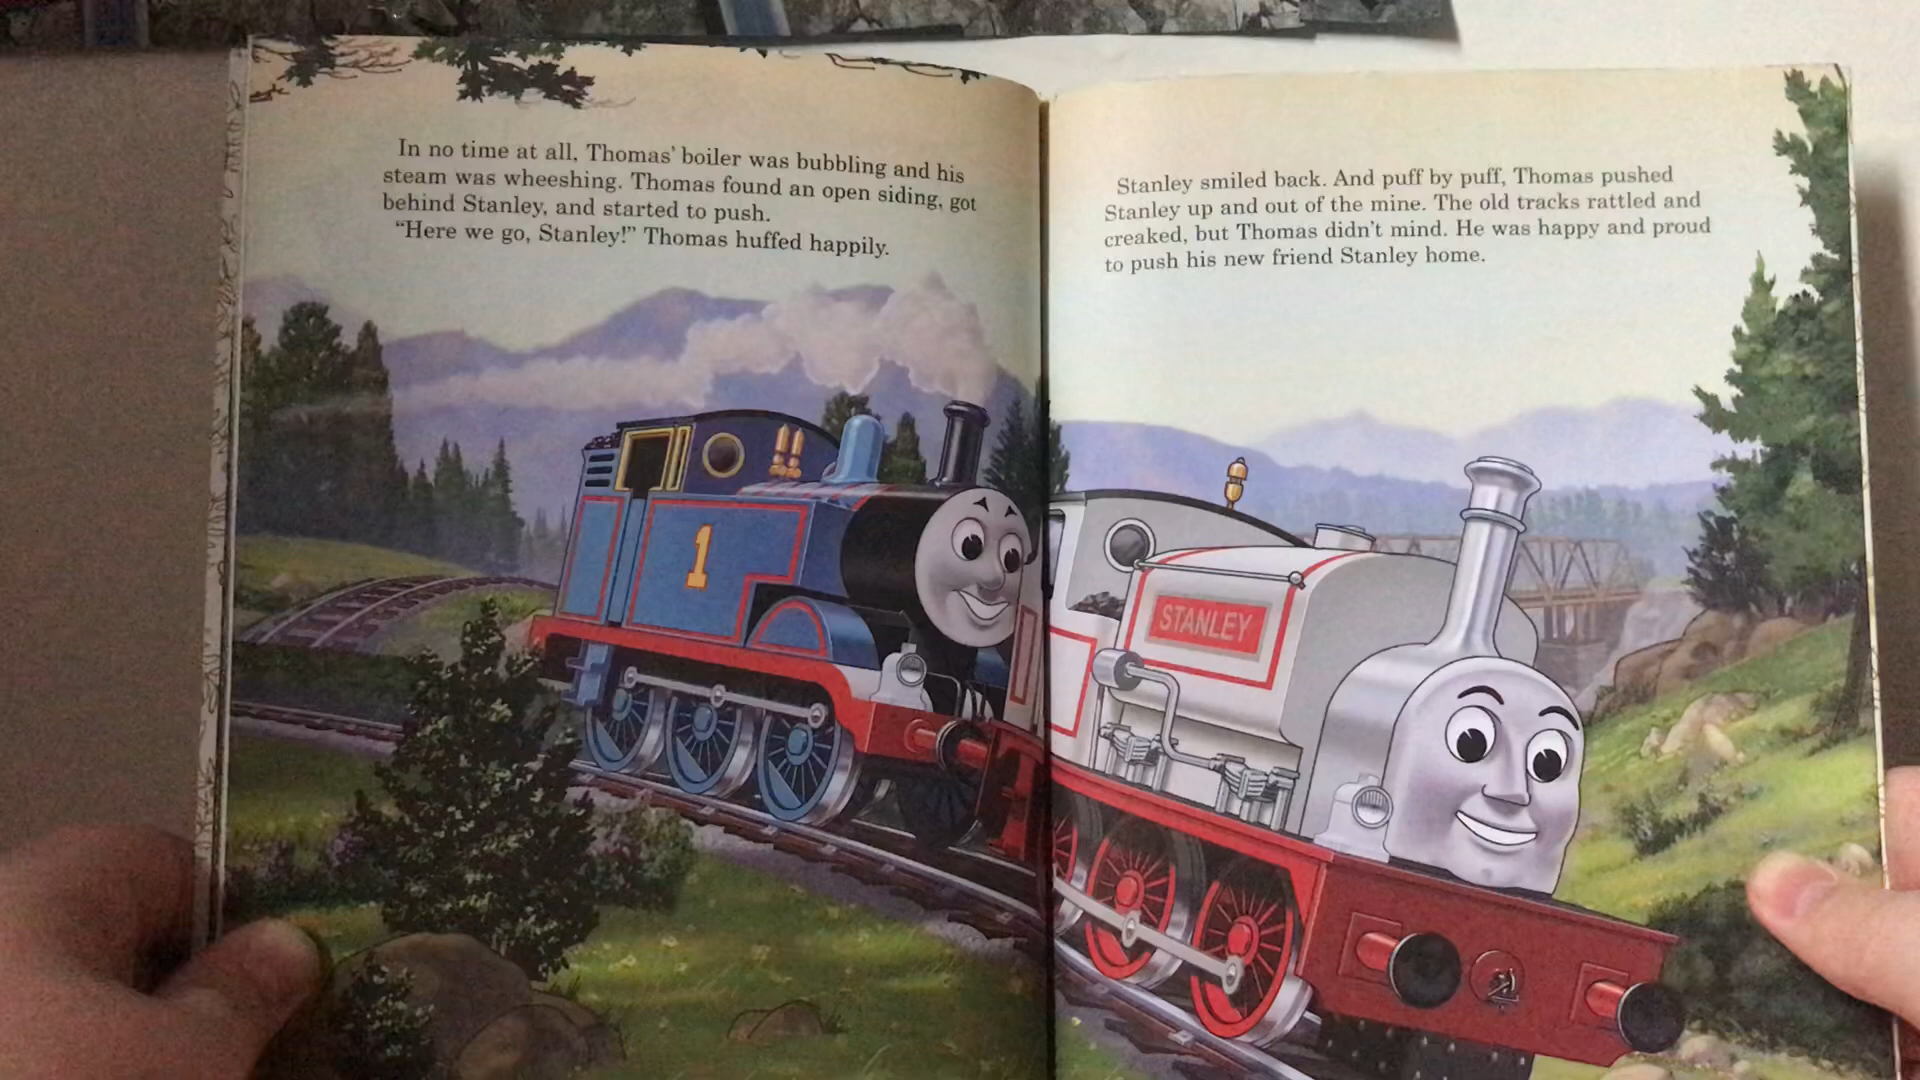 In no time at all, Thomas' boiler was bubbling and his
steam was wheeshing. Thomas found an open siding, got
behind Stanley, and started to push.
“Here we go, Stanley!” Thomas huffed happily.
1
Stanley smiled back. And puff by puff, Thomas pushed
Stanley up and out of the mine. The old tracks rattled and
creaked, but Thomas didn't mind. He was happy and proud
to push his new friend Stanley home.
STANLEY